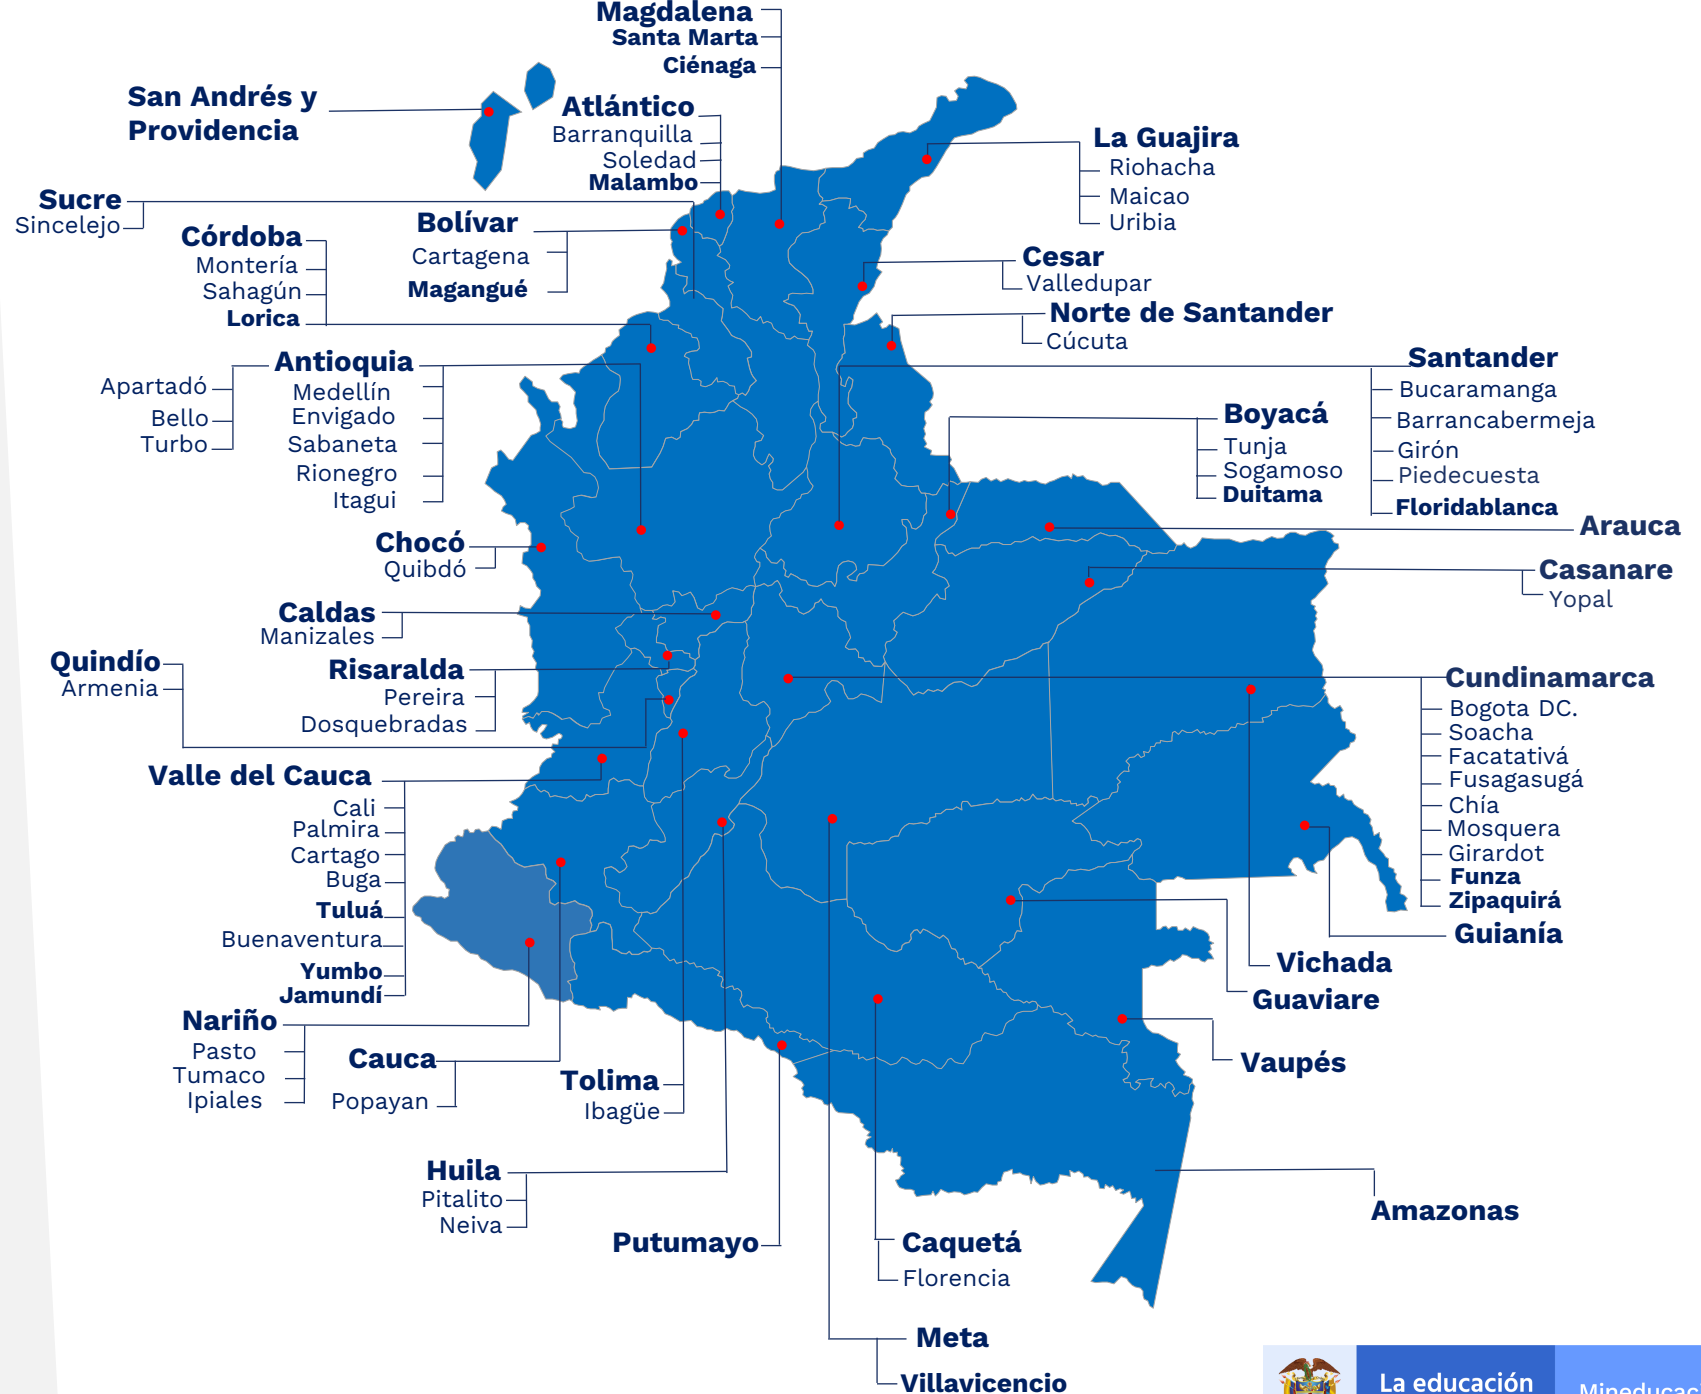 Magdalena
Santa Marta
Ciénaga
San Andrés y
Providencia
Atlántico
Barranquilla
Soledad
Malambo
La Guajira
Riohacha
Maicao
Uribia
Sucre
Sincelejo
Bolívar
Cartagena
Magangué
Córdoba
Montería
Sahagún
Lorica
Cesar
Valledupar
Norte de Santander
Cúcuta
Antioquia
Medellín
Envigado
Sabaneta
Rionegro
Itagui
Apartadó
Bello
Turbo
Santander
Bucaramanga
Barrancabermeja
Girón
Piedecuesta
Floridablanca
Boyacá
Tunja
Sogamoso
Duitama
Arauca
Chocó
Quibdó
Casanare
Yopal
Caldas
Manizales
Quindío
Armenia
Risaralda
Pereira
Dosquebradas
Cundinamarca
Bogota DC.
Soacha
Facatativá
Fusagasugá
Chía
Mosquera
Girardot
Funza
Zipaquirá
Valle del Cauca
Cali
Palmira
Cartago
Buga
Tuluá
Buenaventura
Yumbo
Jamundí
Guianía
Vichada
Guaviare
Nariño
Pasto
Tumaco
Ipiales
Cauca
Popayan
Tolima
Ibagüe
Vaupés
Huila
Pitalito
Neiva
Amazonas
Putumayo
Caquetá
Florencia
Meta
Villavicencio
La educación